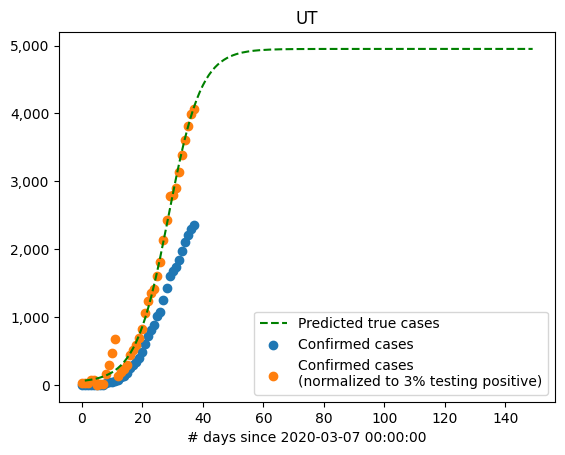 UT
5,000
4,000
3,000
2,000
1,000
0
Predicted true cases
Confirmed cases
Confirmed cases
(normalized to 3% testing positive)
0 20 40 60 80 100 120 140
# days since 2020-03-07 00:00:00